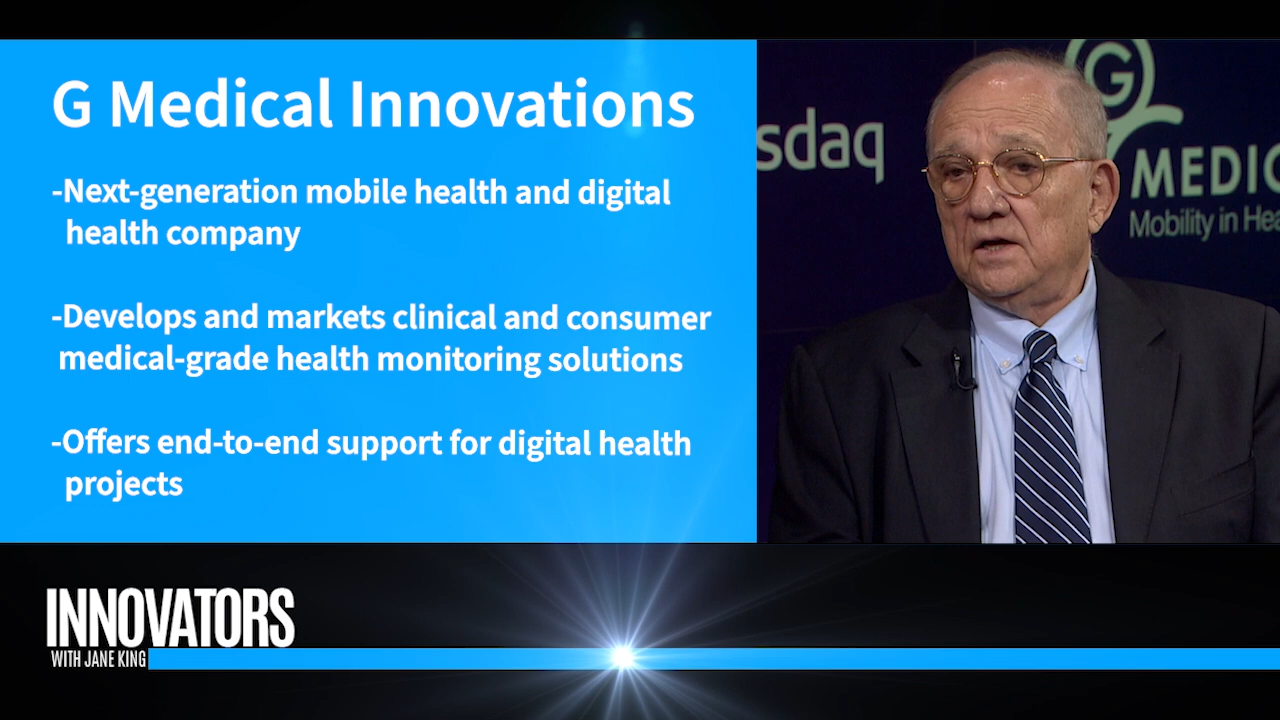 G Medical Innovations
-Next-generation mobile health and digital
health company
-Develops and markets clinical and consumer
medical-grade health monitoring solutions
-Offers end-to-end support for digital health
projects
sdaq
G
MEDIC
Mobility in Hea
INNOVATORS
WITH JANE KING